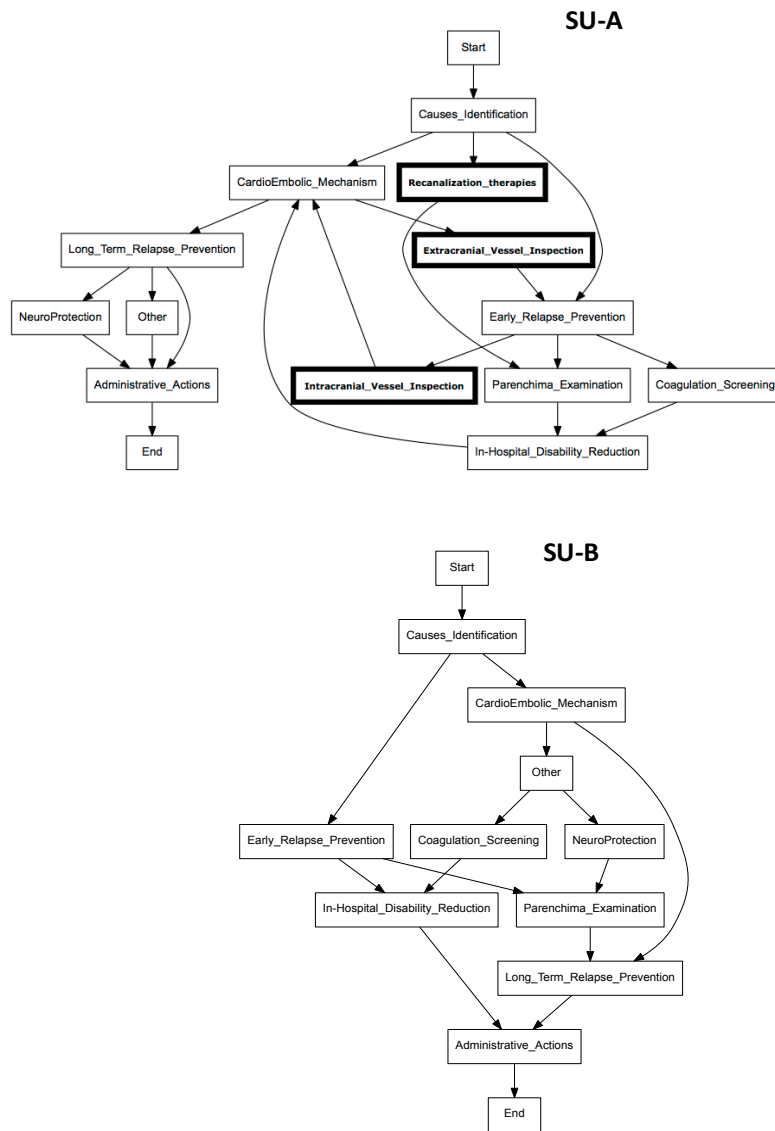 SU-A
Start
Causes_Identification
CardioEmbolic_Mechanism
Recanalization_therapies
Long_Term_Relapse_Prevention
Extracranial_Vessel_Inspection
NeuroProtection
Other
Early_Relapse_Prevention
Administrative_Actions
Intracranial_Vessel_Inspection
Parenchima_Examination
Coagulation_Screening
End
In-Hospital_Disability_Reduction
SU-B
Start
Causes_Identification
CardioEmbolic_Mechanism
Other
Early_Relapse_Prevention
Coagulation_Screening
NeuroProtection
In-Hospital_Disability_Reduction
Parenchima_Examination
Long_Term_Relapse_Prevention
Administrative_Actions
End